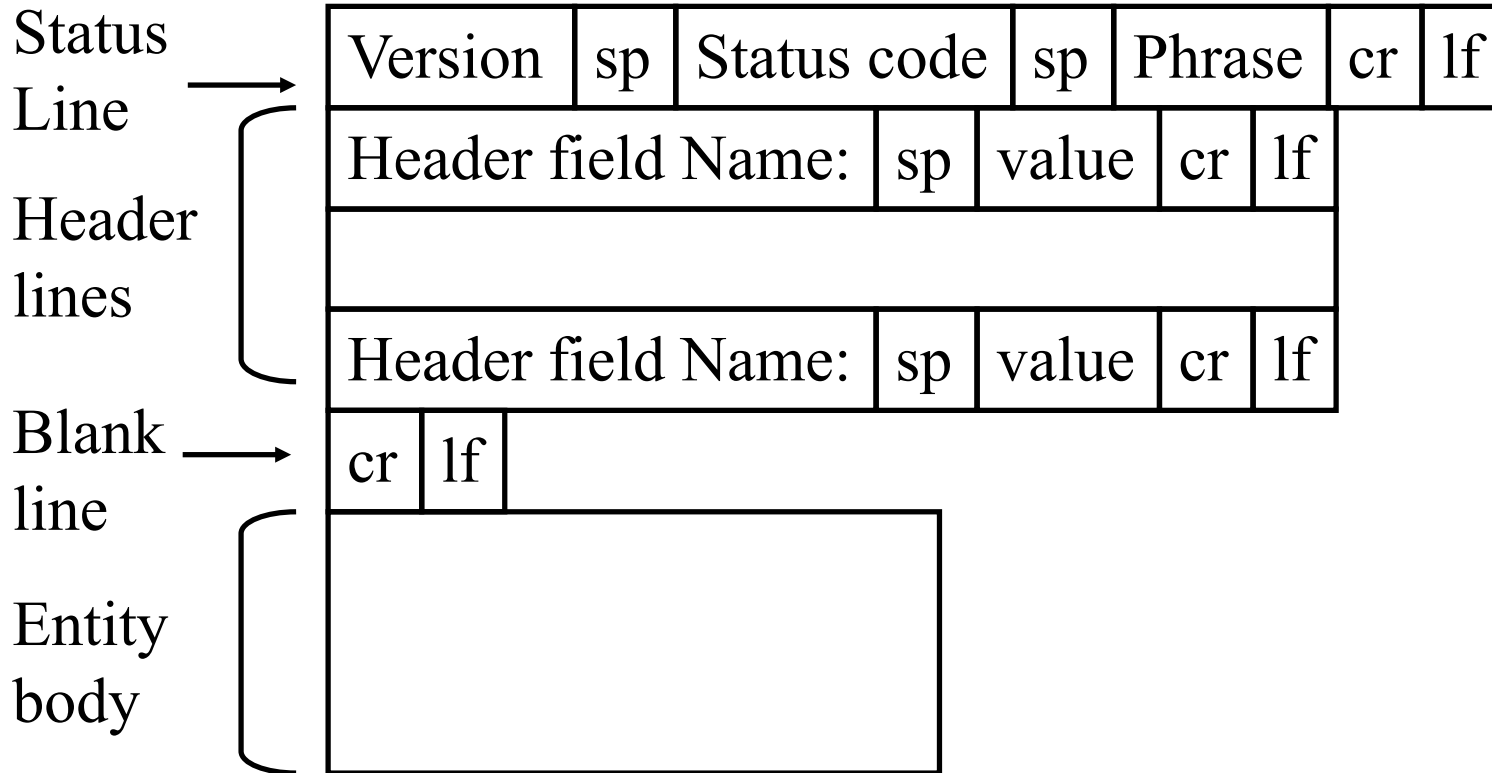 Status
Line
Version sp Status code sp Phrase cr lf
Header
lines
Header field Name: sp value cr lf
Header field Name: sp value cr lf
Blank
line
cr lf
Entity
body